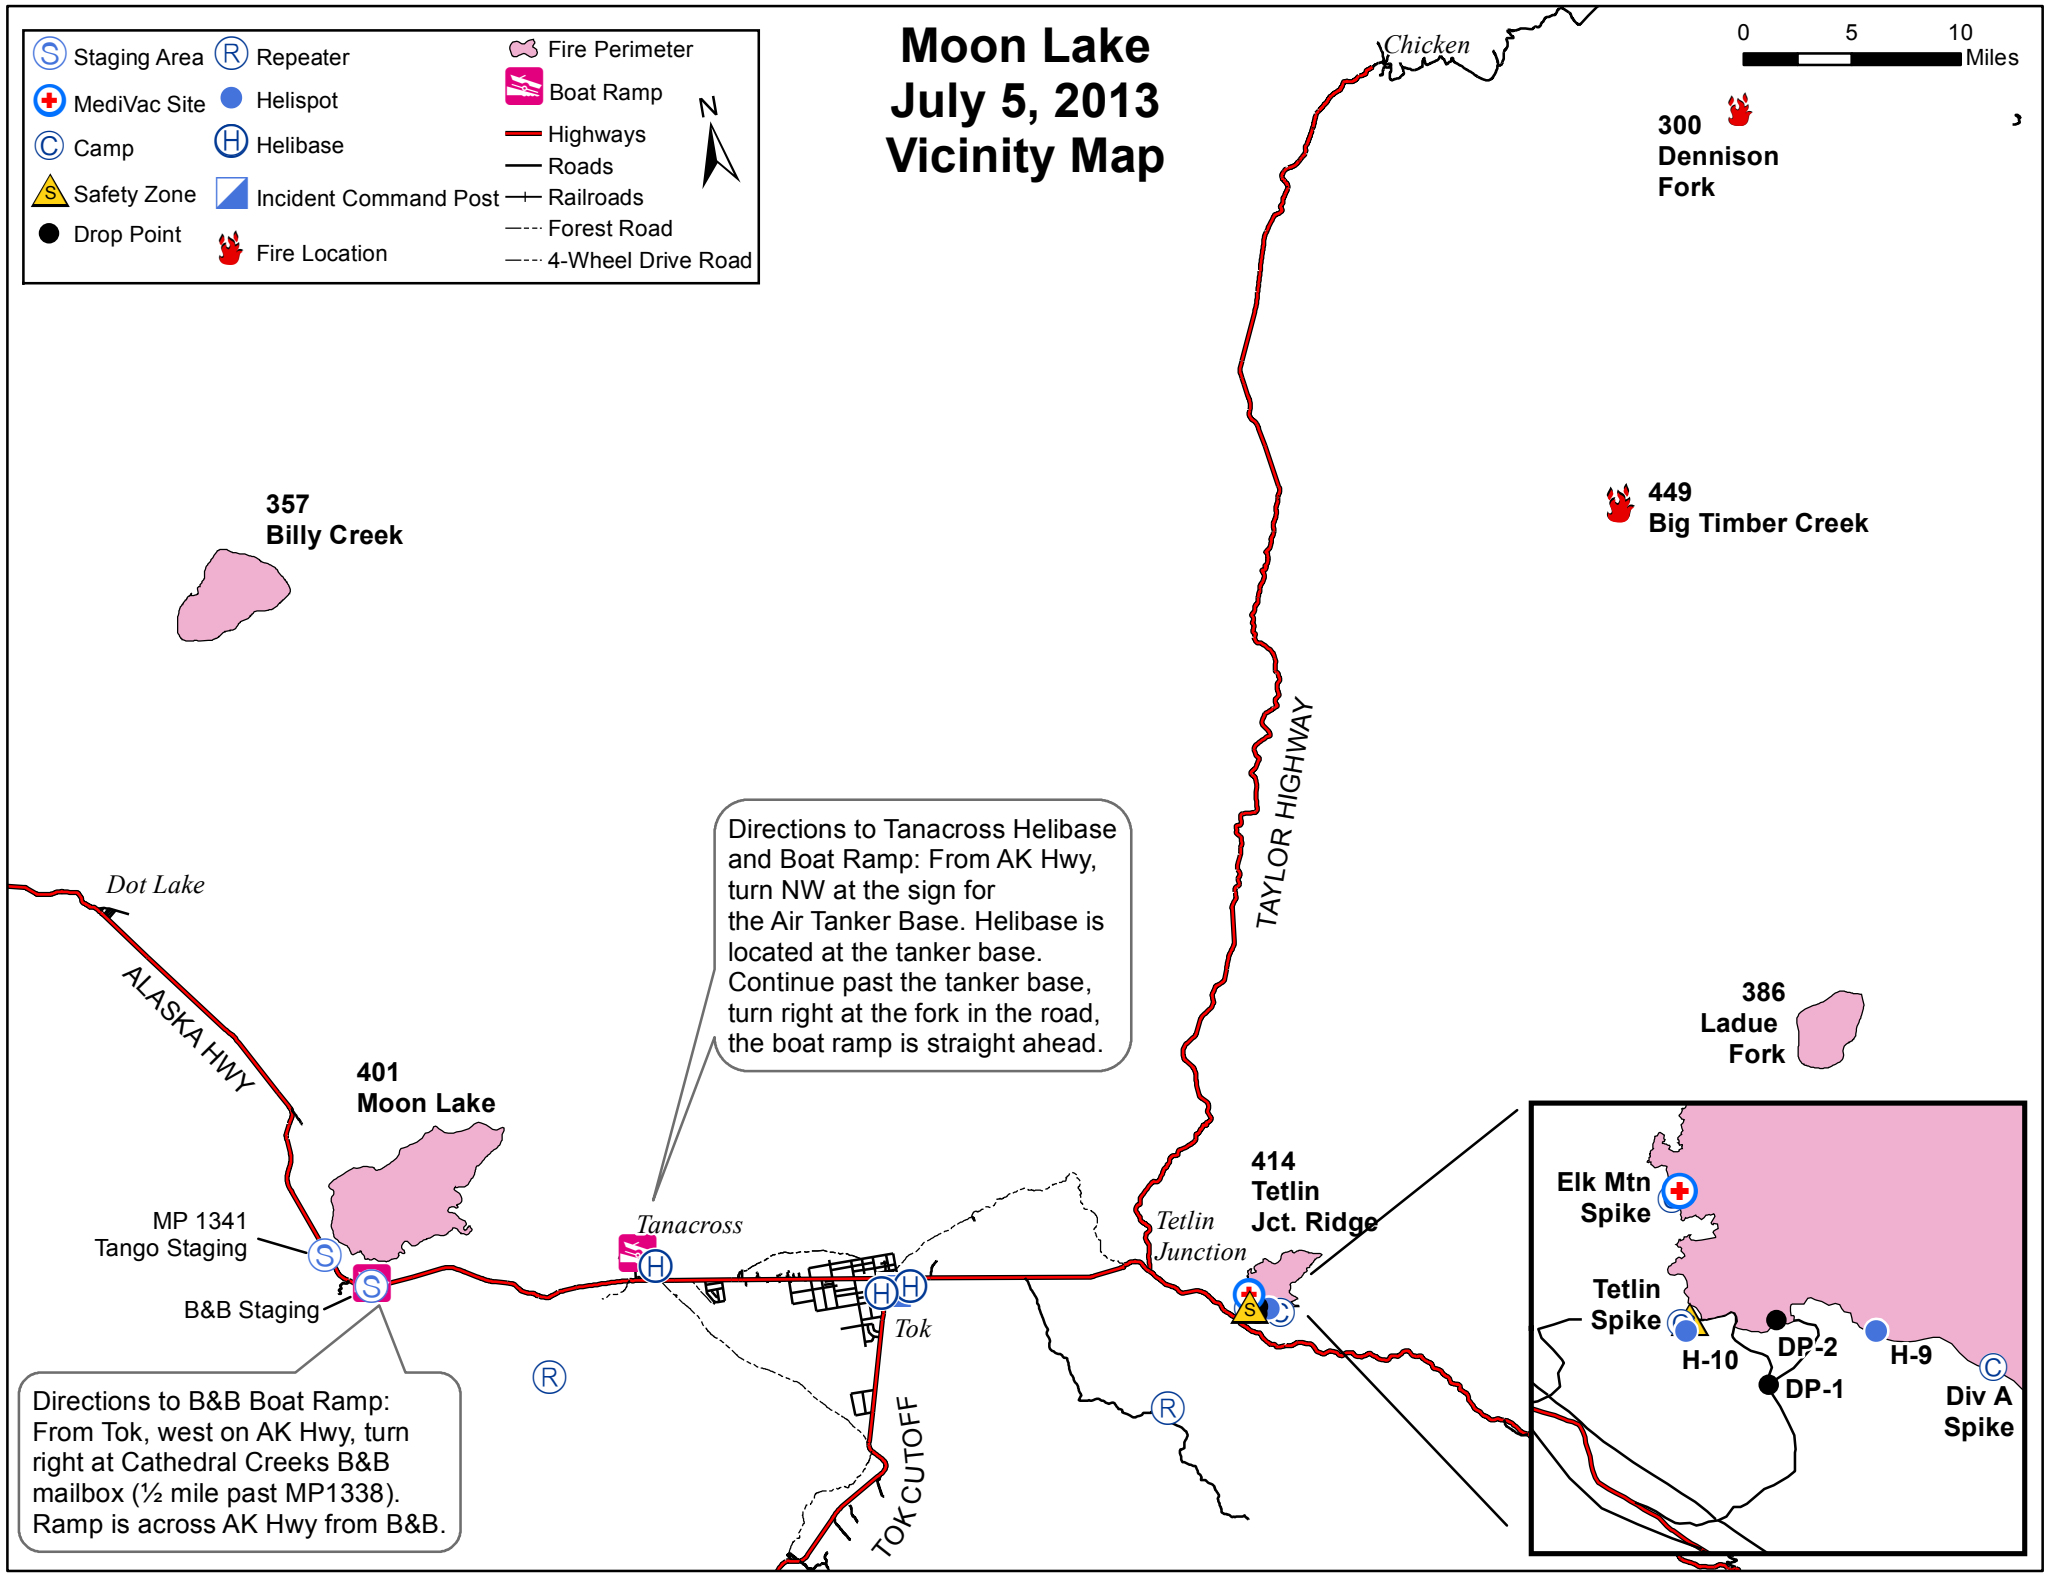 Moon Lake
July 5, 2013
Vicinity Map
S Staging Area
MediVac Site
C Camp
S Safety Zone
Drop Point
R Repeater
Helispot
H Helibase
Incident Command Post
Fire Location
Fire Perimeter
Boat Ramp
Highways
Roads
Railroads
Forest Road
4-Wheel Drive Road
N
0 5 10
Miles
Chicken
300
Dennison
Fork
357
Billy Creek
449
Big Timber Creek
TAYLOR HIGHWAY
Directions to Tanacross Helibase
and Boat Ramp: From AK Hwy,
turn NW at the sign for
the Air Tanker Base. Helibase is
located at the tanker base.
Continue past the tanker base,
turn right at the fork in the road,
the boat ramp is straight ahead.
Dot Lake
ALASKA HWY
386
Ladue
Fork
401
Moon Lake
MP 1341
Tango Staging
S
B&B Staging
S
Tanacross
H
H
H
Tok
Tetlin
Junction
414
Tetlin
Jct. Ridge
S
C
R
R
TOK CUTOFF
Directions to B&B Boat Ramp:
From Tok, west on AK Hwy, turn
right at Cathedral Creeks B&B
mailbox (½ mile past MP1338).
Ramp is across AK Hwy from B&B.
Elk Mtn
Spike
Tetlin
Spike
C
H-10
DP-2
DP-1
H-9
C
Div A
Spike